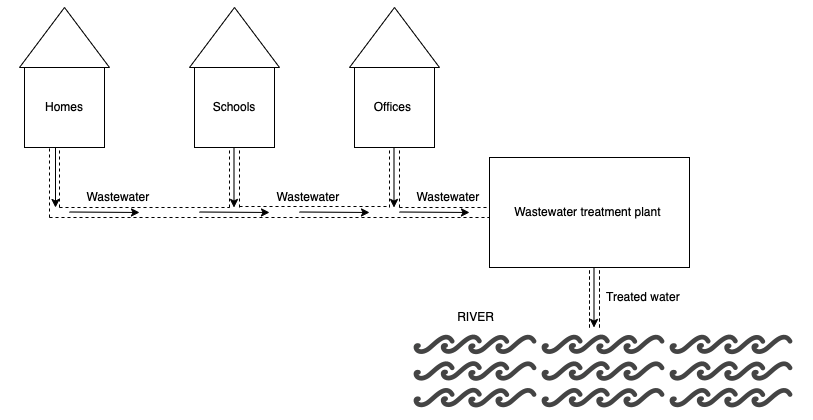 Homes
Schools
Offices
Wastewater
Wastewater
Wastewater
Wastewater treatment plant
Treated water
RIVER